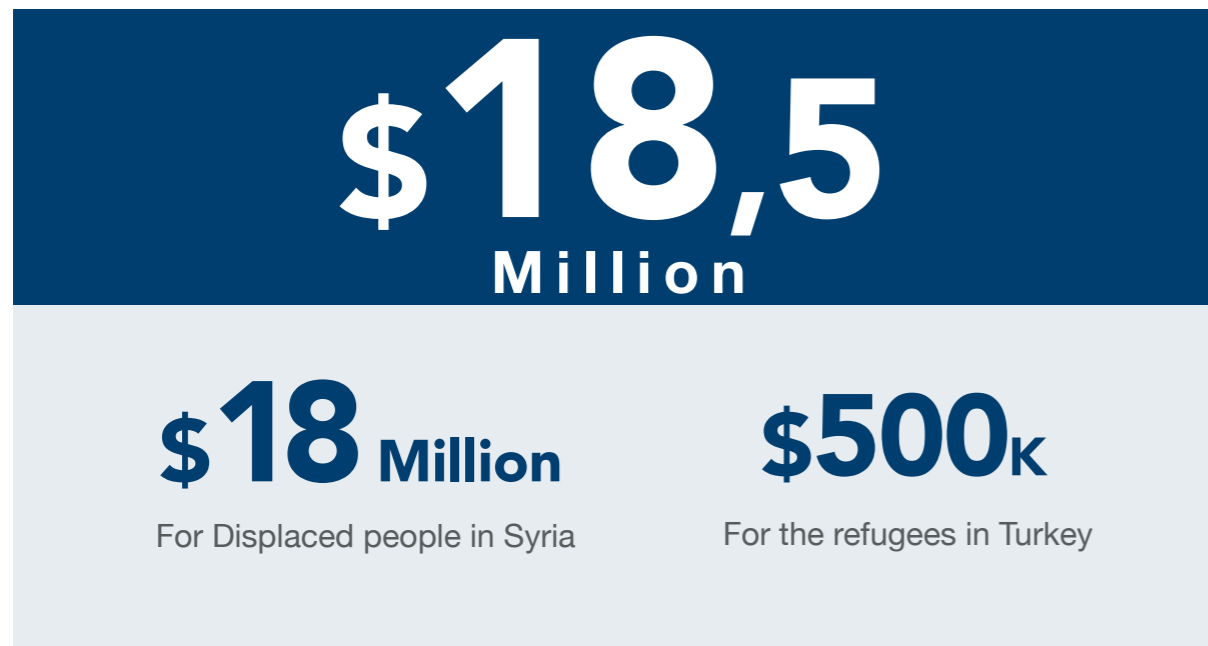 $18,5
Million
$18 Million
For Displaced people in Syria
$500K
For the refugees in Turkey